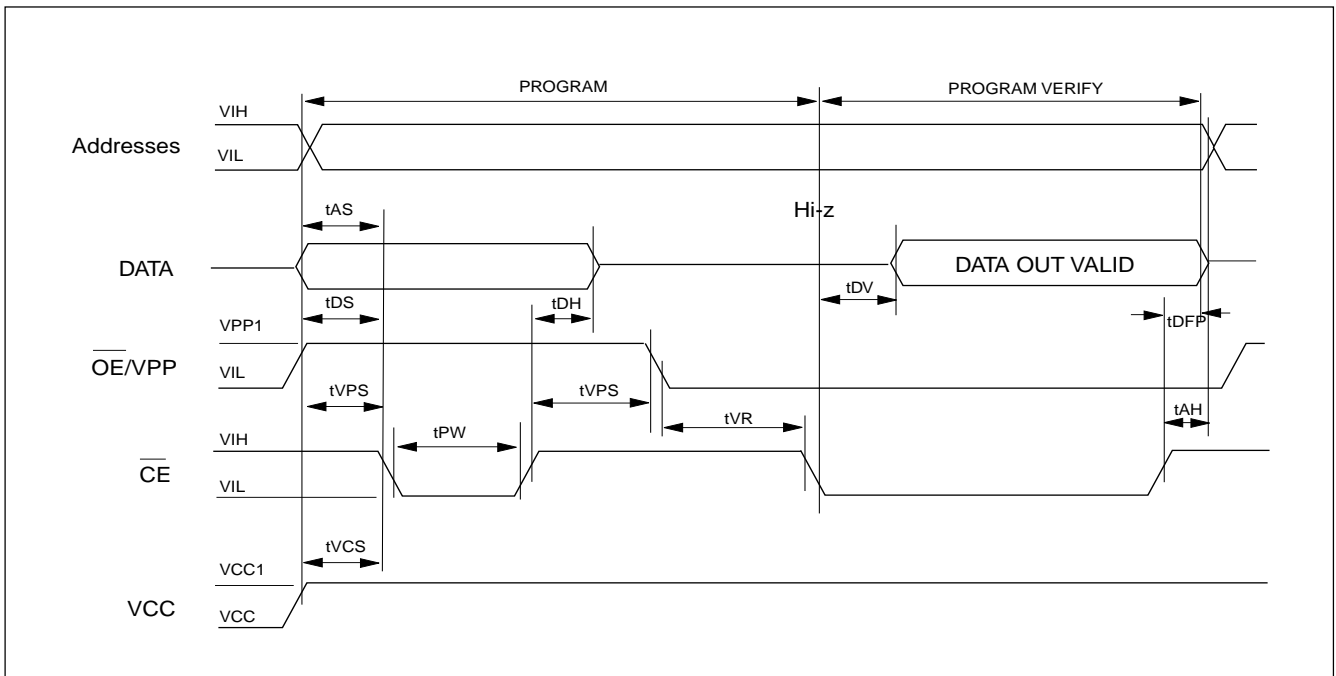 PROGRAM
PROGRAM VERIFY
VIH
Addresses
VIL
tAS
Hi-z
DATA
DATA OUT VALID
tDS
tDH
tDV
tDFP
VPP1
OE/VPP
VIL
tVPS
tVPS
tAH
tVR
VIH
tPW
CE
VIL
tVCS
VCC1
VCC
VCC